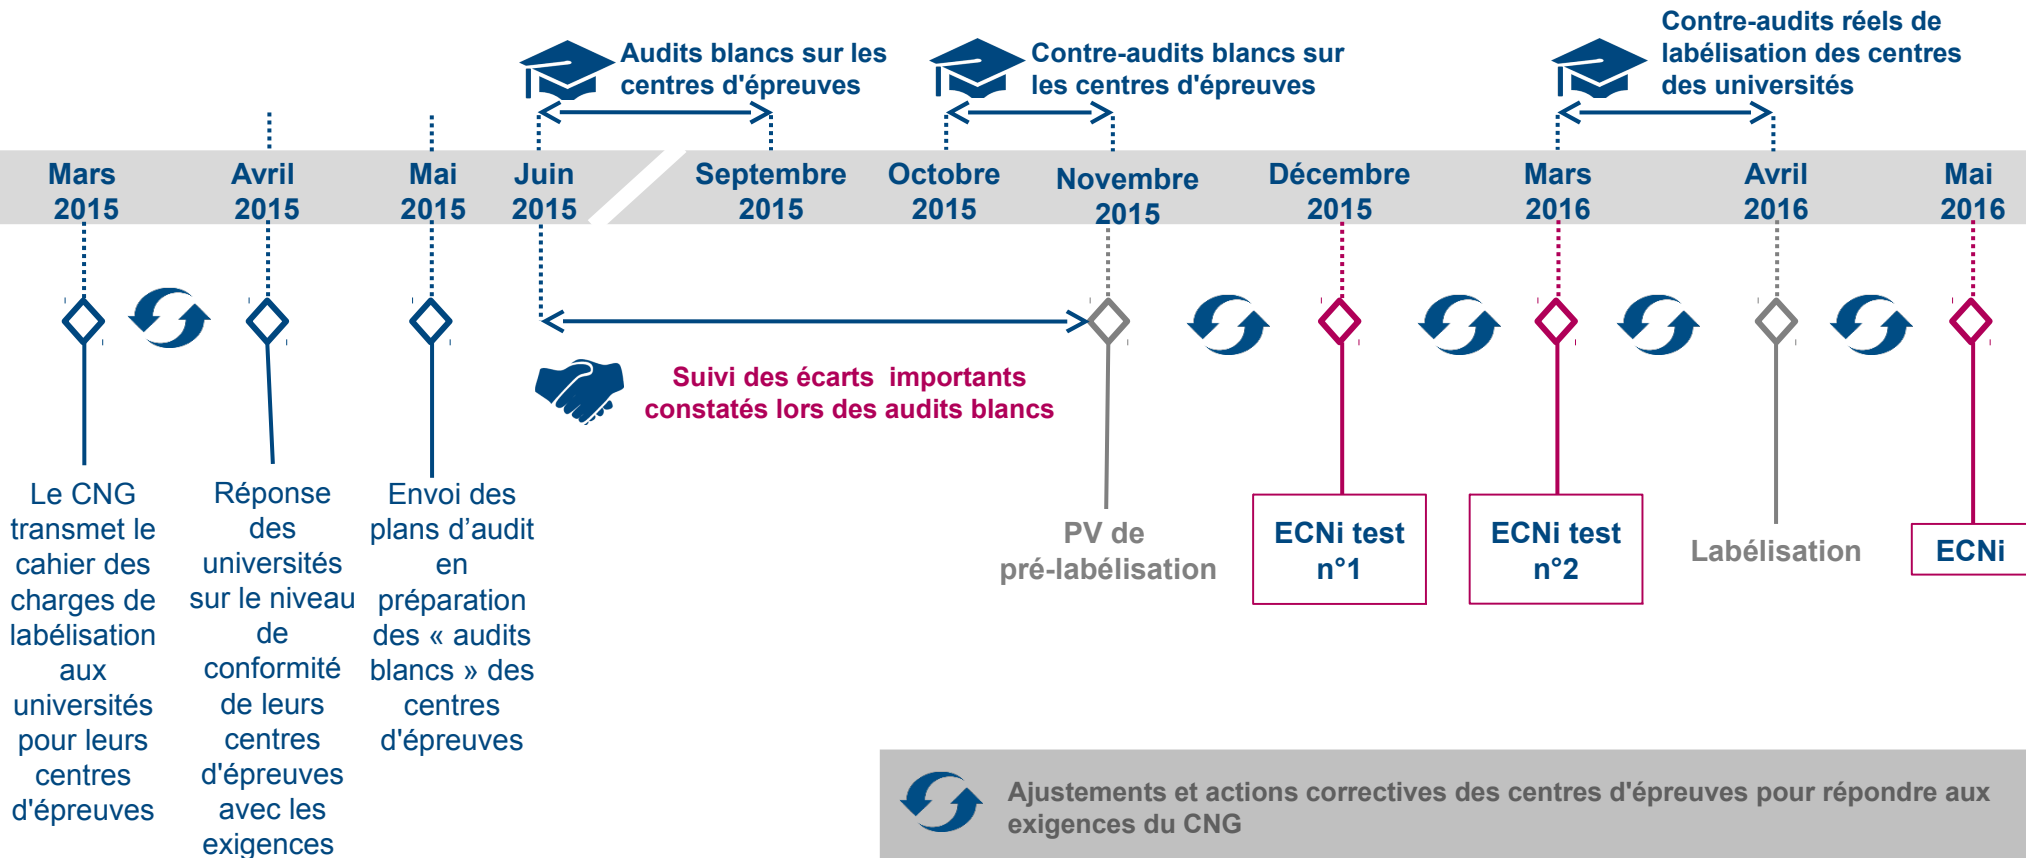 Audits blancs sur les
centres d'épreuves
Contre-audits blancs sur
les centres d'épreuves
Contre-audits réels de
labélisation des centres
des universités
Mars
2015
Avril
2015
Mai
2015
Juin
2015
Septembre
2015
Octobre
2015
Novembre
2015
Décembre
2015
Mars
2016
Avril
2016
Mai
2016
Suivi des écarts importants
constatés lors des audits blancs
Le CNG
transmet le
cahier des
charges de
labélisation
aux
universités
pour leurs
centres
d'épreuves
Réponse
des
universités
sur le niveau
de
conformité
de leurs
centres
d'épreuves
avec les
exigences
Envoi des
plans d’audit
en
préparation
des « audits
blancs » des
centres
d'épreuves
PV de
pré-labélisation
ECNi test
n°1
ECNi test
n°2
Labélisation
ECNi
Ajustements et actions correctives des centres d'épreuves pour répondre aux
exigences du CNG